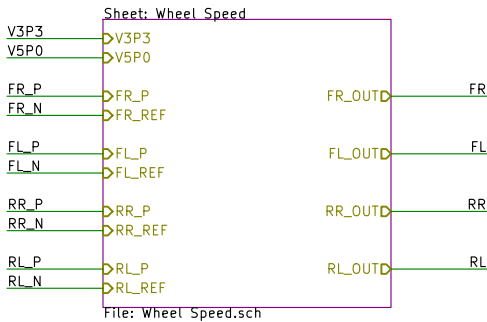 Sheet: Wheel Speed
V3P3 V3P3
V5P0 V5P0
FR_P FR_P FR_OUT FR
FR_N FR_REF
FL_P FL_P FL_OUT FL
FL_N FL_REF
RR_P RR_P RR_OUT RR
RR_N RR_REF
RL_P RL_P RL_OUT RL
RL_N RL_REF
File: Wheel Speed.sch